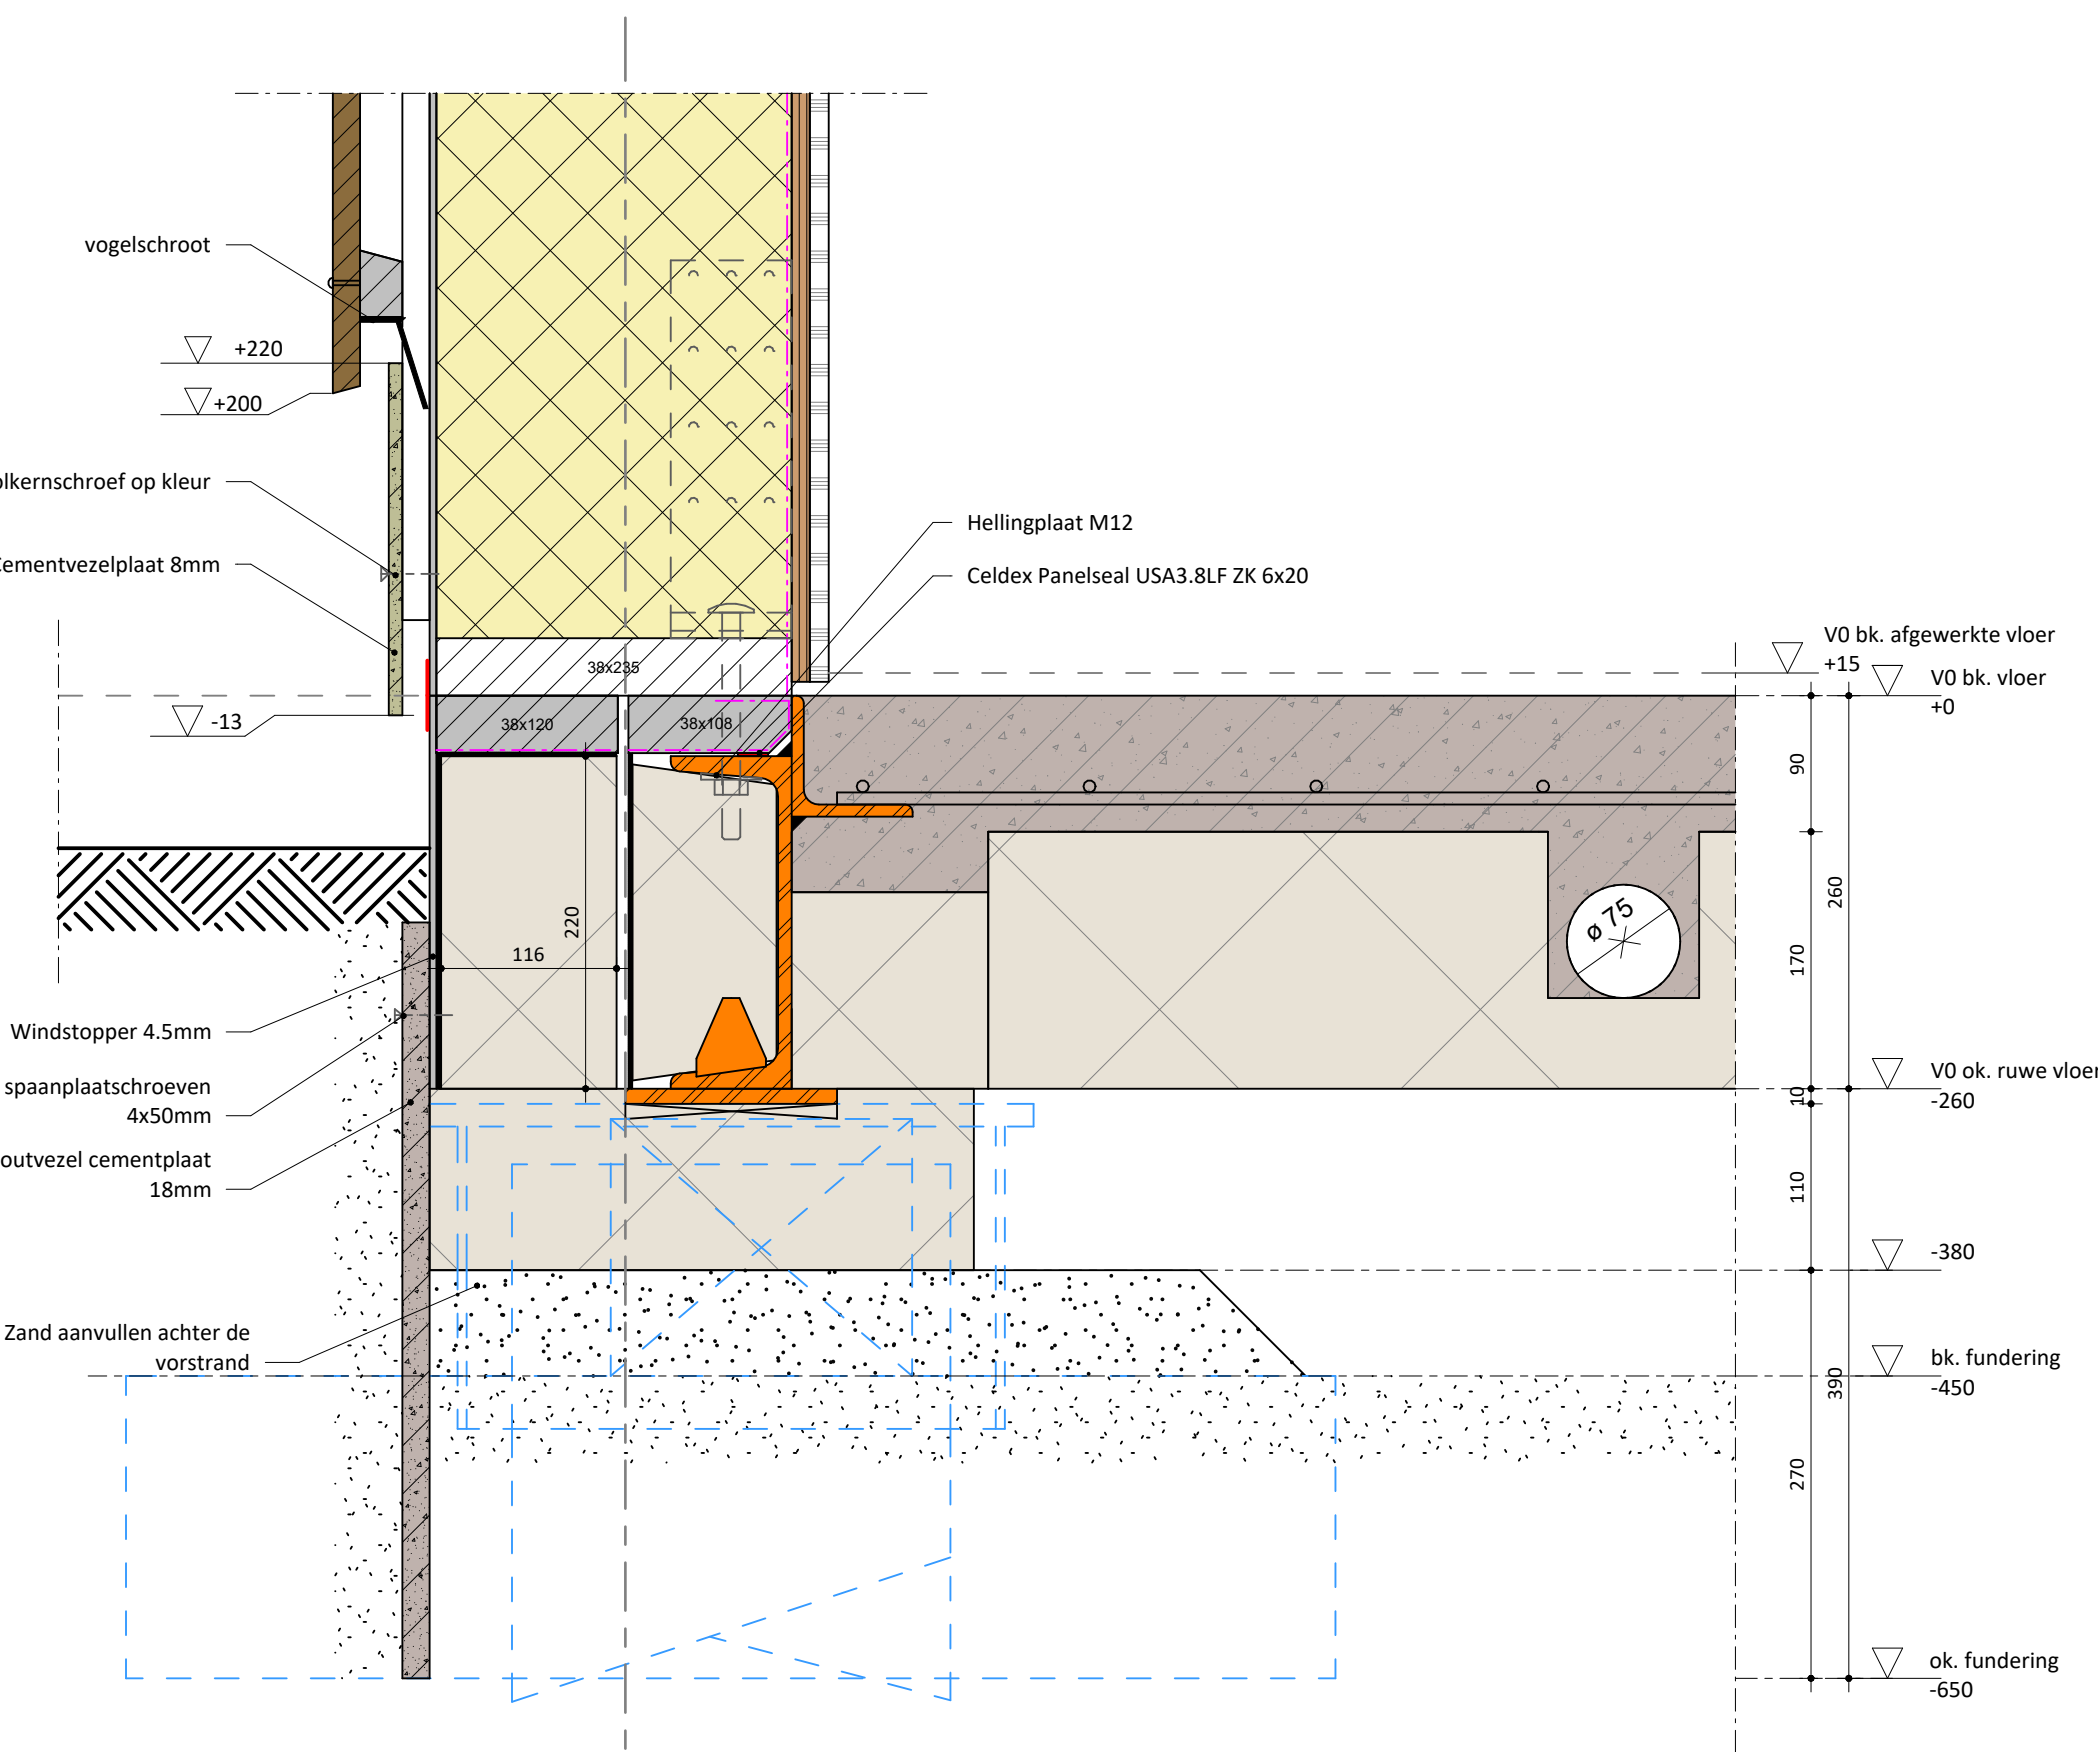 vogelschroot
+220
+200
olkernschroef op kleur
Cementvezelplaat 8mm
Hellingplaat M12
Celdex Panelseal USA3.8LF ZK 6x20
V0 bk. afgewerkte vloer
+15
V0 bk. vloer
+0
38x235
38x120
38x108
-13
90
260
220
116
ø 75
170
Windstopper 4.5mm
spaanplaatschroeven
4x50mm
V0 ok. ruwe vloer
-260
10
outvezel cementplaat
18mm
110
-380
Zand aanvullen achter de
vorstrand
bk. fundering
-450
390
270
ok. fundering
-650